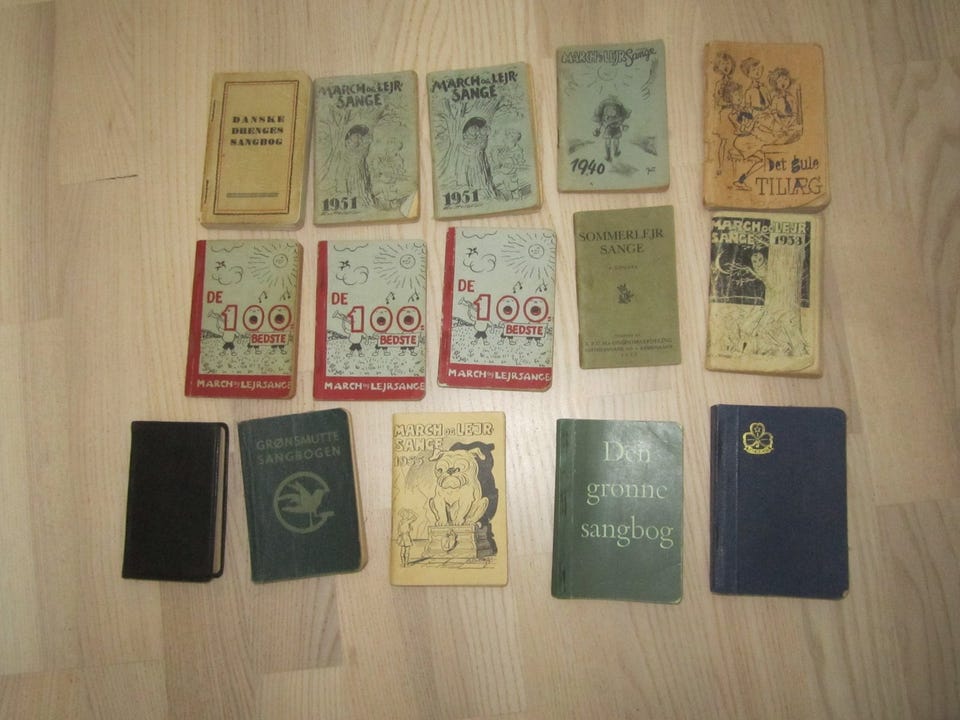 DANSKE
DRENGES
SANGBOG
MARCH OG LEJR-
SANGE
1951
MARCH OG LEJR-
SANGE
1951
MARCH og LEJR Sange
1940
Det gule
TILLÆG
DE
100
BEDSTE
MARCH og LEJRSANGE
DE
100
BEDSTE
MARCH og LEJRSANGE
DE
100
BEDSTE
MARCH og LEJRSANGE
SOMMERLEJR
SANGE
MARCH og LEJR-
SANGE 1953
GRØNSMUTTE
SANGBOGEN
MARCH OG LEJR-
SANGE
1955
Den
grønne
sangbog